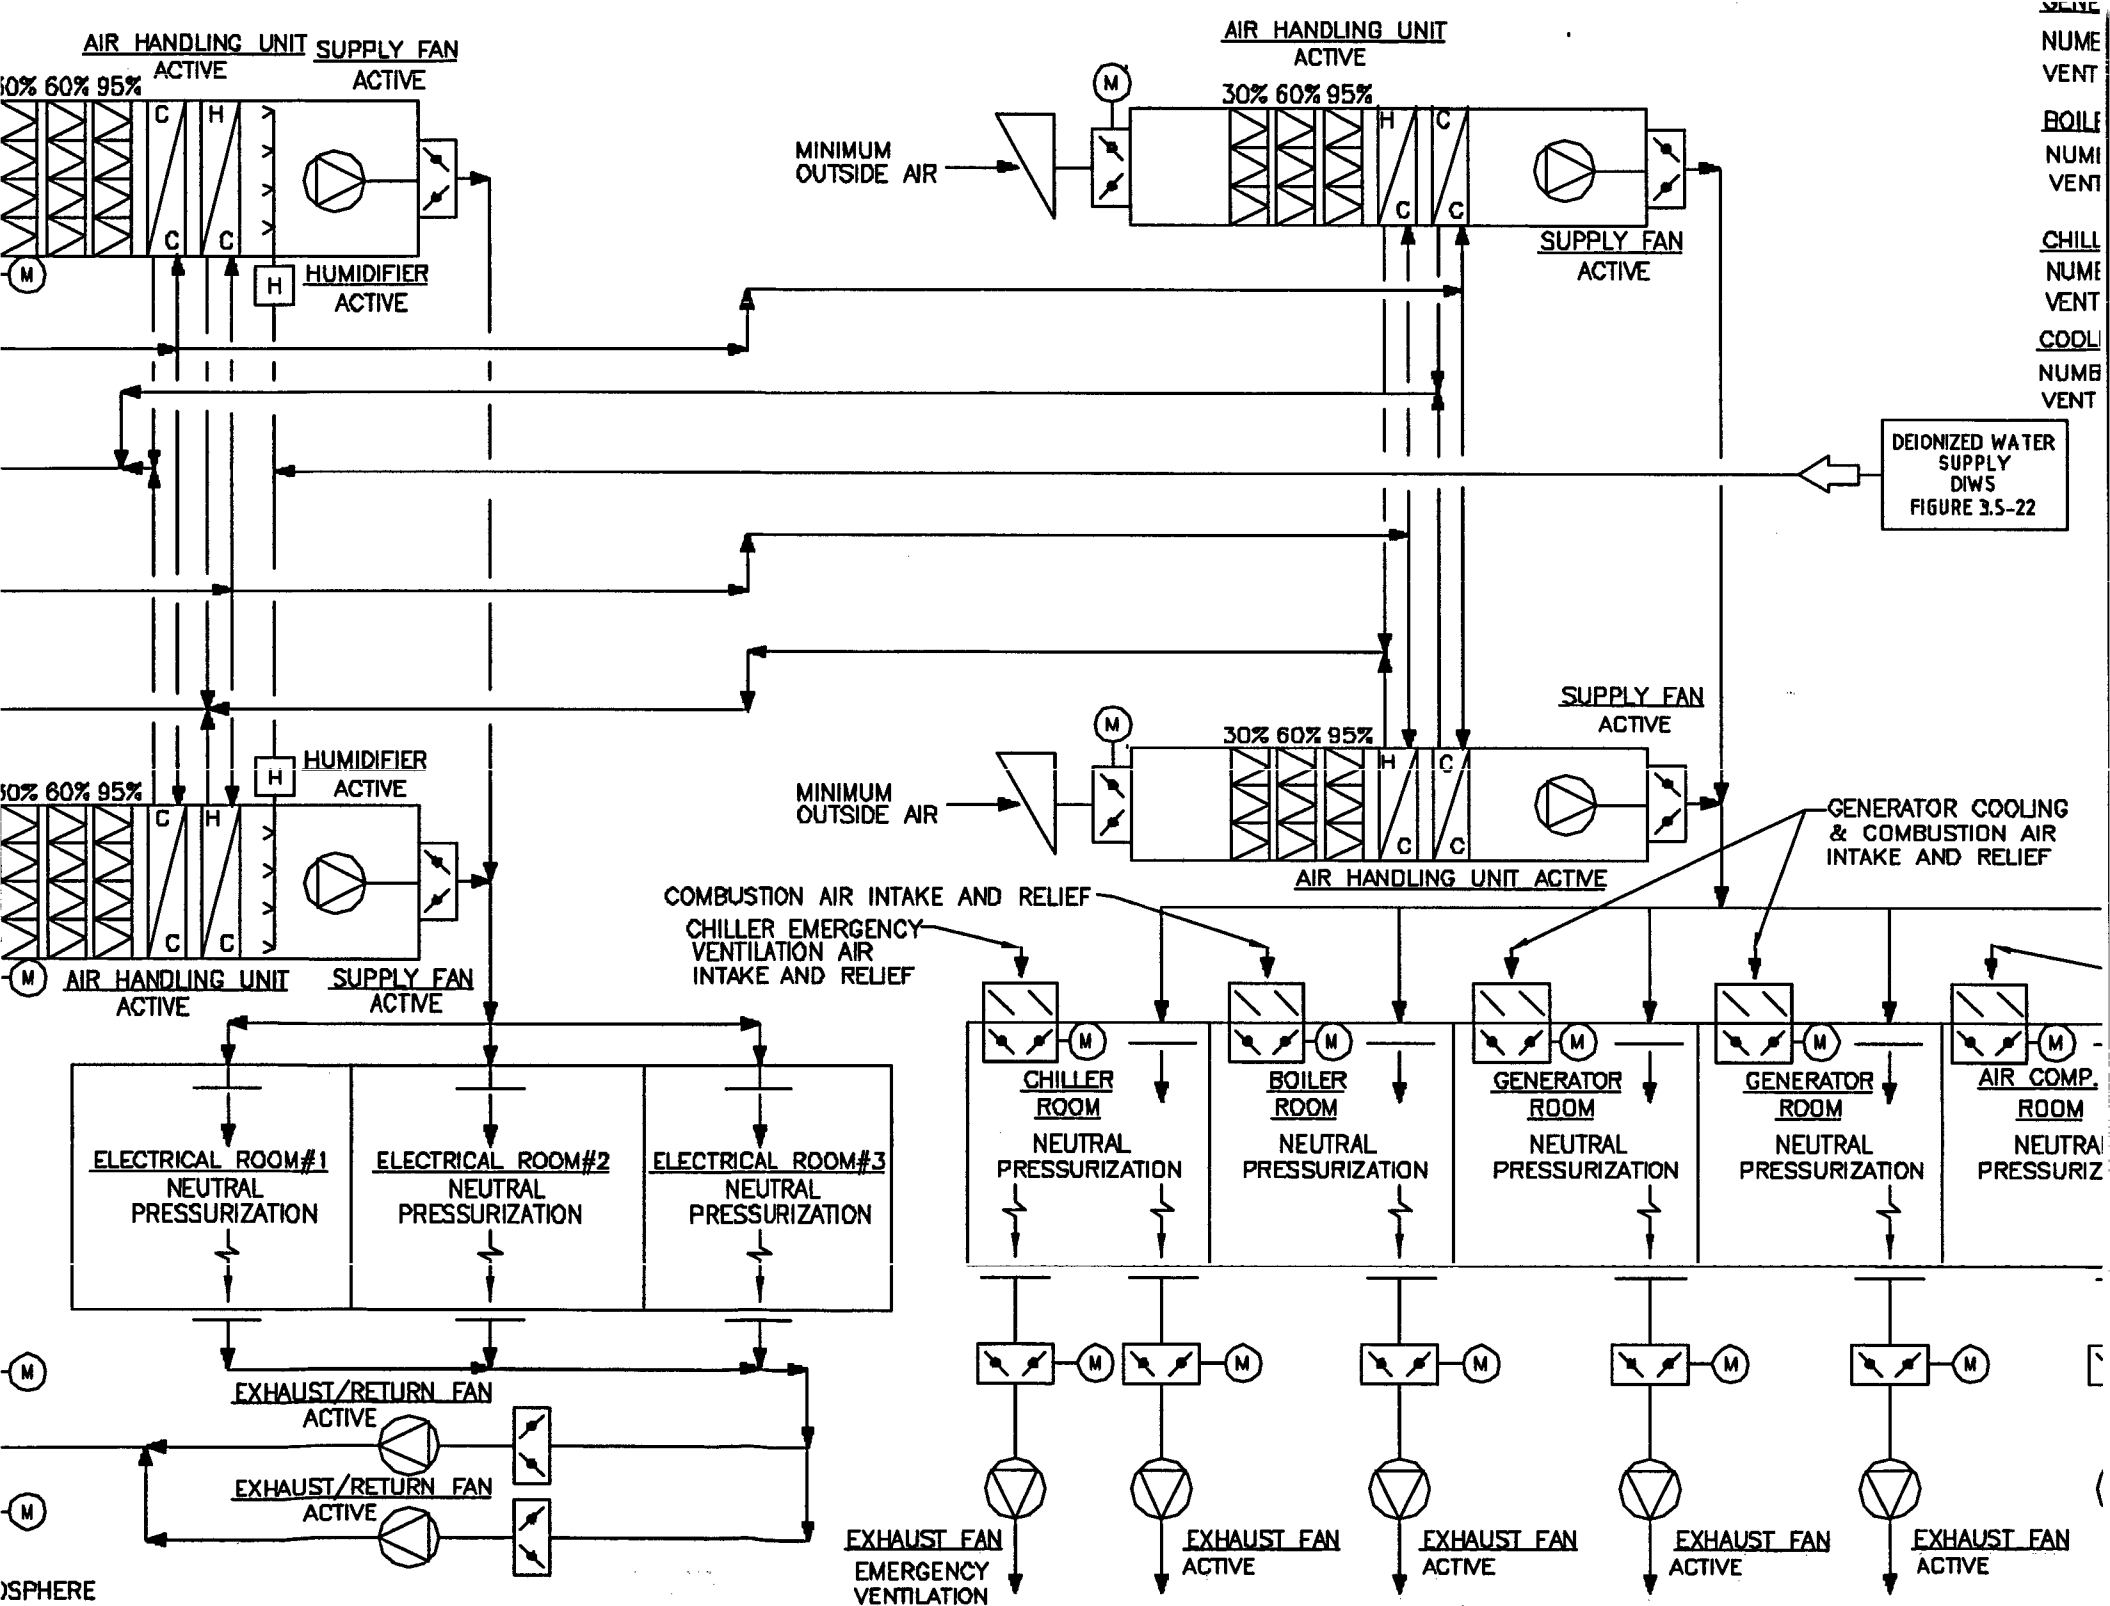 AIR HANDLING UNIT
ACTIVE
SUPPLY FAN
ACTIVE
60% 95%
C
H
C
C
M
H
HUMIDIFIER
ACTIVE
AIR HANDLING UNIT
ACTIVE
M
30% 60% 95%
MINIMUM
OUTSIDE AIR
H
C
C
C
SUPPLY FAN
ACTIVE
VENT
VENT
DEIONIZED WATER
SUPPLY
DIWS
FIGURE 3.5-22
H
HUMIDIFIER
ACTIVE
60% 95%
C
H
C
C
M
AIR HANDLING UNIT
ACTIVE
SUPPLY FAN
ACTIVE
SUPPLY FAN
ACTIVE
M
30% 60% 95%
MINIMUM
OUTSIDE AIR
H
C
C
C
AIR HANDLING UNIT ACTIVE
GENERATOR COOLING
& COMBUSTION AIR
INTAKE AND RELIEF
COMBUSTION AIR INTAKE AND RELIEF
CHILLER EMERGENCY
VENTILATION AIR
INTAKE AND RELIEF
M
M
M
M
M
CHILLER
ROOM
NEUTRAL
PRESSURIZATION
BOILER
ROOM
NEUTRAL
PRESSURIZATION
GENERATOR
ROOM
NEUTRAL
PRESSURIZATION
GENERATOR
ROOM
NEUTRAL
PRESSURIZATION
AIR COMP.
ROOM
ELECTRICAL ROOM#1
NEUTRAL
PRESSURIZATION
ELECTRICAL ROOM#2
NEUTRAL
PRESSURIZATION
ELECTRICAL ROOM#3
NEUTRAL
PRESSURIZATION
M
M
M
M
M
M
EXHAUST/RETURN FAN
ACTIVE
EXHAUST/RETURN FAN
ACTIVE
M
EXHAUST FAN
EMERGENCY
VENTILATION
EXHAUST FAN
ACTIVE
EXHAUST FAN
ACTIVE
EXHAUST FAN
ACTIVE
EXHAUST FAN
ACTIVE